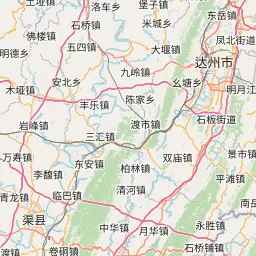 土垭镇
洛车乡
堡子镇
东岳镇
佛楼镇
石桥镇
米城乡
凤北街道
五四镇
大堰镇
达州市
明德乡
九岭镇
安北乡
幺塘乡
明月江
木垭镇
陈家乡
丰乐镇
石板街道
岩峰镇
渡市镇
三汇镇
万寿镇
东安镇
双庙镇
景市镇
李馥镇
柏林镇
平滩镇
青龙镇
临巴镇
清河镇
渠县
南岳
中华镇
月华镇
永胜镇
卷硐镇
石桥铺镇